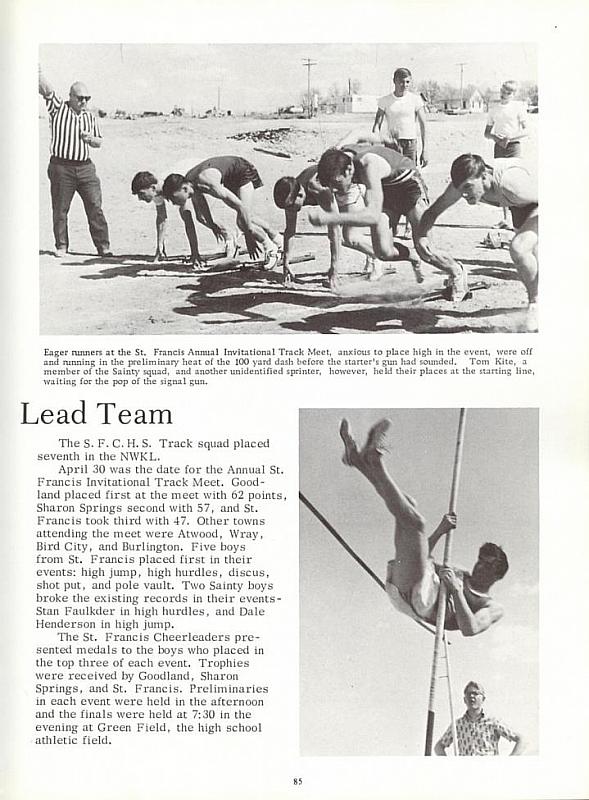 Eager runners at the St. Francis Annual Invitational Track Meet, anxious to place high in the event, were off
and running in the preliminary heat of the 100 yard dash before the starter's gun had sounded. Tom Kite, a
member of the Sainty squad, and another unidentified sprinter, however, held their places at the starting line,
waiting for the pop of the signal gun.
Lead Team
The S. F. C. H. S. Track squad placed
seventh in the NWKL.
April 30 was the date for the Annual St.
Francis Invitational Track Meet. Good-
land placed first at the meet with 62 points,
Sharon Springs second with 57, and St.
Francis took third with 47. Other towns
attending the meet were Atwood, Wray,
Bird City, and Burlington. Five boys
from St. Francis placed first in their
events: high jump, high hurdles, discus,
shot put, and pole vault. Two Sainty boys
broke the existing records in their events-
Stan Faulkder in high hurdles, and Dale
Henderson in high jump.
The St. Francis Cheerleaders pre-
sented medals to the boys who placed in
the top three of each event. Trophies
were received by Goodland, Sharon
Springs, and St. Francis. Preliminaries
in each event were held in the afternoon
and the finals were held at 7:30 in the
evening at Green Field, the high school
athletic field.
85